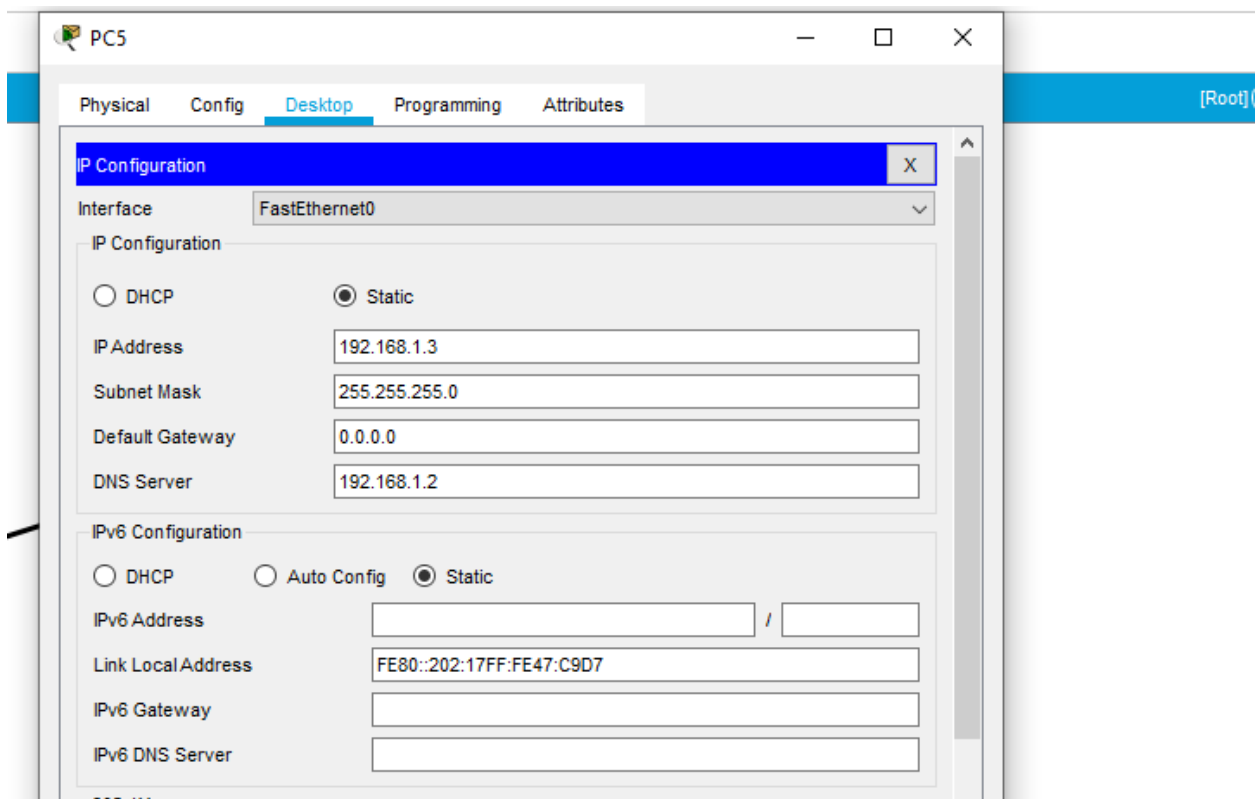 PC5
Physical Config Desktop Programming Attributes
[Root]
IP Configuration X
Interface FastEthernet0
IP Configuration
DHCP Static
IP Address 192.168.1.3
Subnet Mask 255.255.255.0
Default Gateway 0.0.0.0
DNS Server 192.168.1.2
IPv6 Configuration
DHCP Auto Config Static
IPv6 Address /
Link Local Address FE80::202:17FF:FE47:C9D7
IPv6 Gateway
IPv6 DNS Server